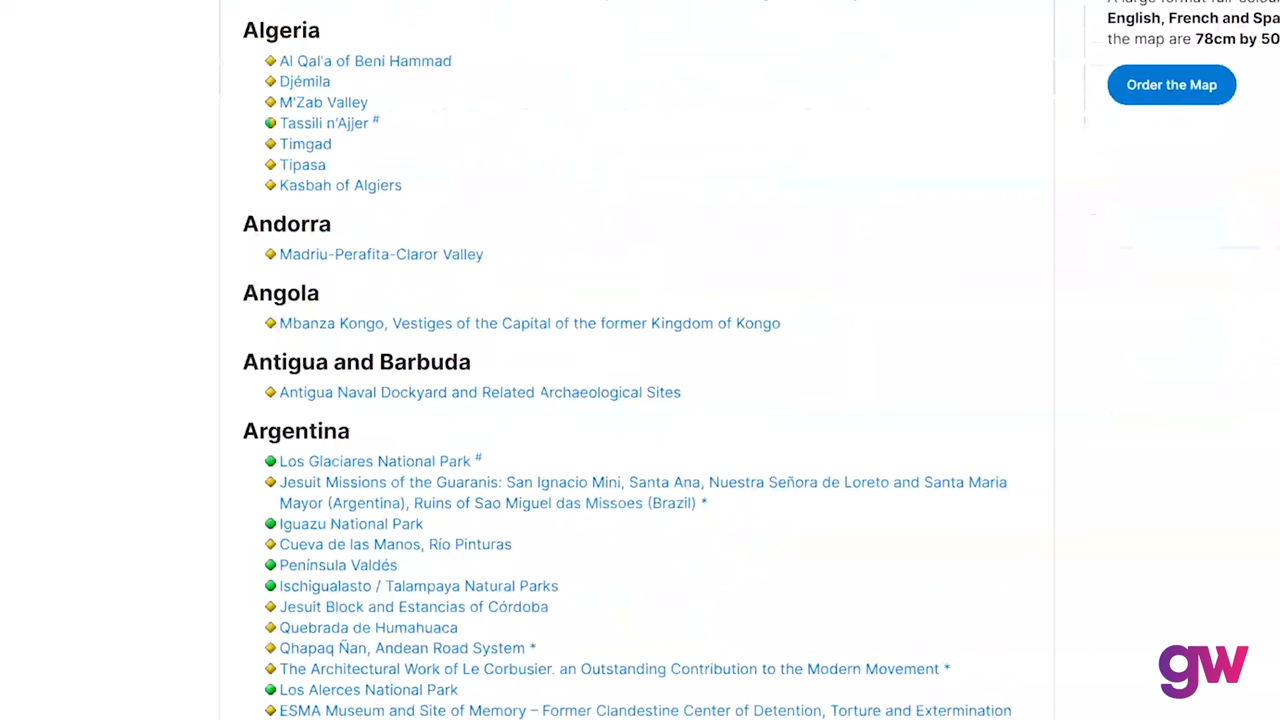 Algeria
Al Qal'a of Beni Hammad
Djémila
M'Zab Valley
Tassili n'Ajjer #
Timgad
Tipasa
Kasbah of Algiers
Andorra
Madriu-Perafita-Claror Valley
Angola
Mbanza Kongo, Vestiges of the Capital of the former Kingdom of Kongo
Antigua and Barbuda
Antigua Naval Dockyard and Related Archaeological Sites
Argentina
Los Glaciares National Park #
Jesuit Missions of the Guaranis: San Ignacio Mini, Santa Ana, Nuestra Señora de Loreto and Santa Maria
Mayor (Argentina), Ruins of Sao Miguel das Missoes (Brazil) *
Iguazu National Park
Cueva de las Manos, Río Pinturas
Península Valdés
Ischigualasto / Talampaya Natural Parks
Jesuit Block and Estancias of Córdoba
Quebrada de Humahuaca
Qhapaq Ñan, Andean Road System *
The Architectural Work of Le Corbusier, an Outstanding Contribution to the Modern Movement *
Los Alerces National Park
ESMA Museum and Site of Memory – Former Clandestine Center of Detention, Torture and Extermination
English, French and Spa
the map are 78cm by 50
Order the Map
gw